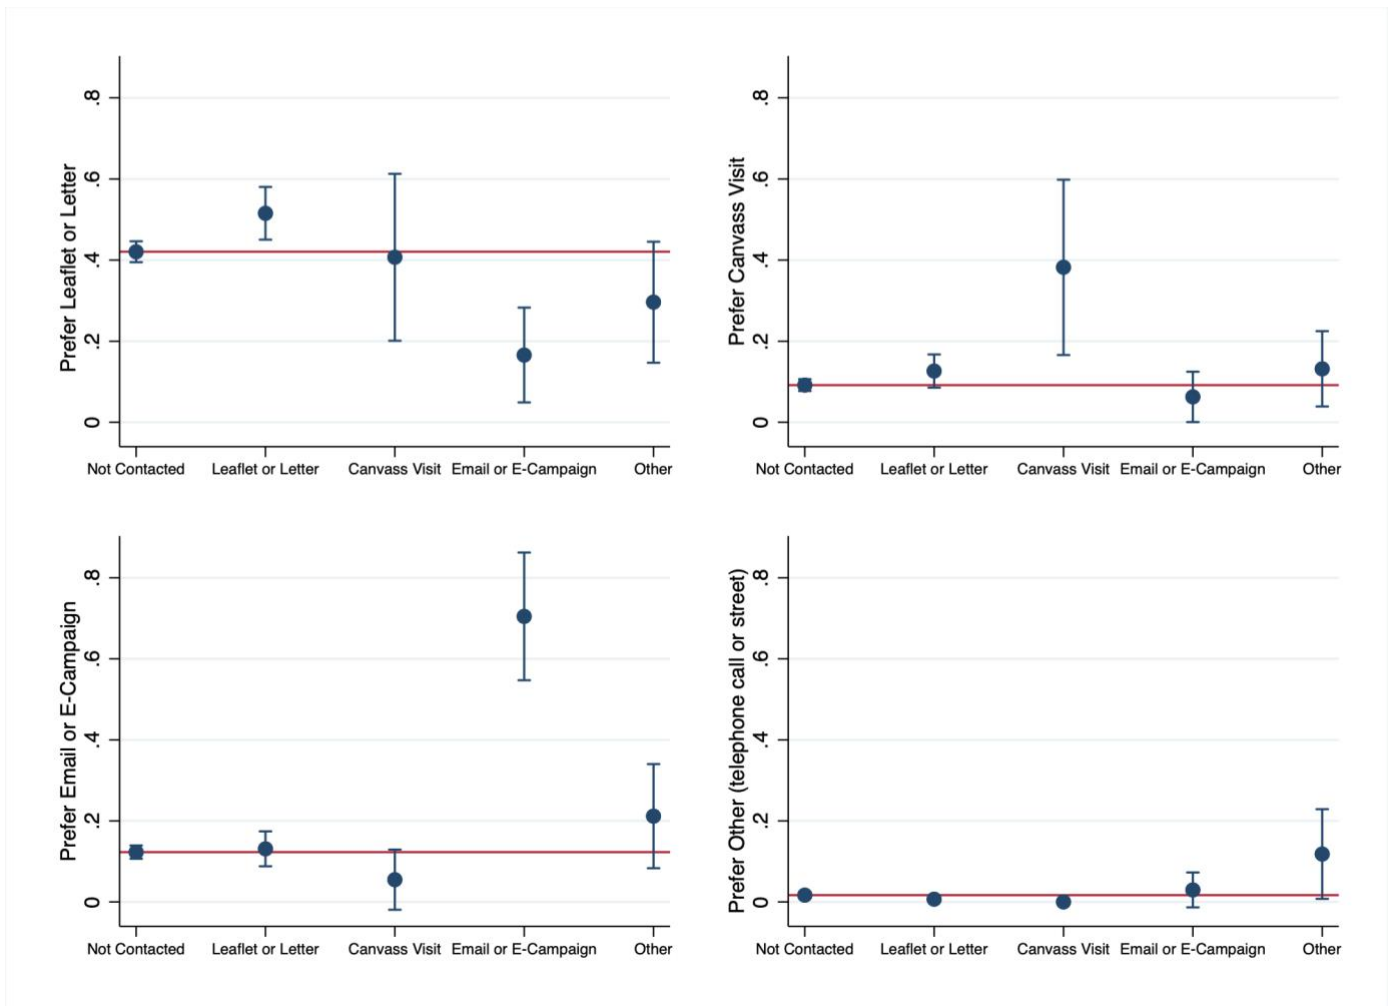 Prefer Leaflet or Letter
.8
.6
.4
.2
0
Not Contacted Leaflet or Letter Canvass Visit Email or E-Campaign Other
Prefer Canvass Visit
.8
.6
.4
.2
0
Not Contacted Leaflet or Letter Canvass Visit Email or E-Campaign Other
Prefer Email or E-Campaign
.8
.6
.4
.2
0
Not Contacted Leaflet or Letter Canvass Visit Email or E-Campaign Other
Prefer Other (telephone call or street)
.8
.6
.4
.2
0
Not Contacted Leaflet or Letter Canvass Visit Email or E-Campaign Other